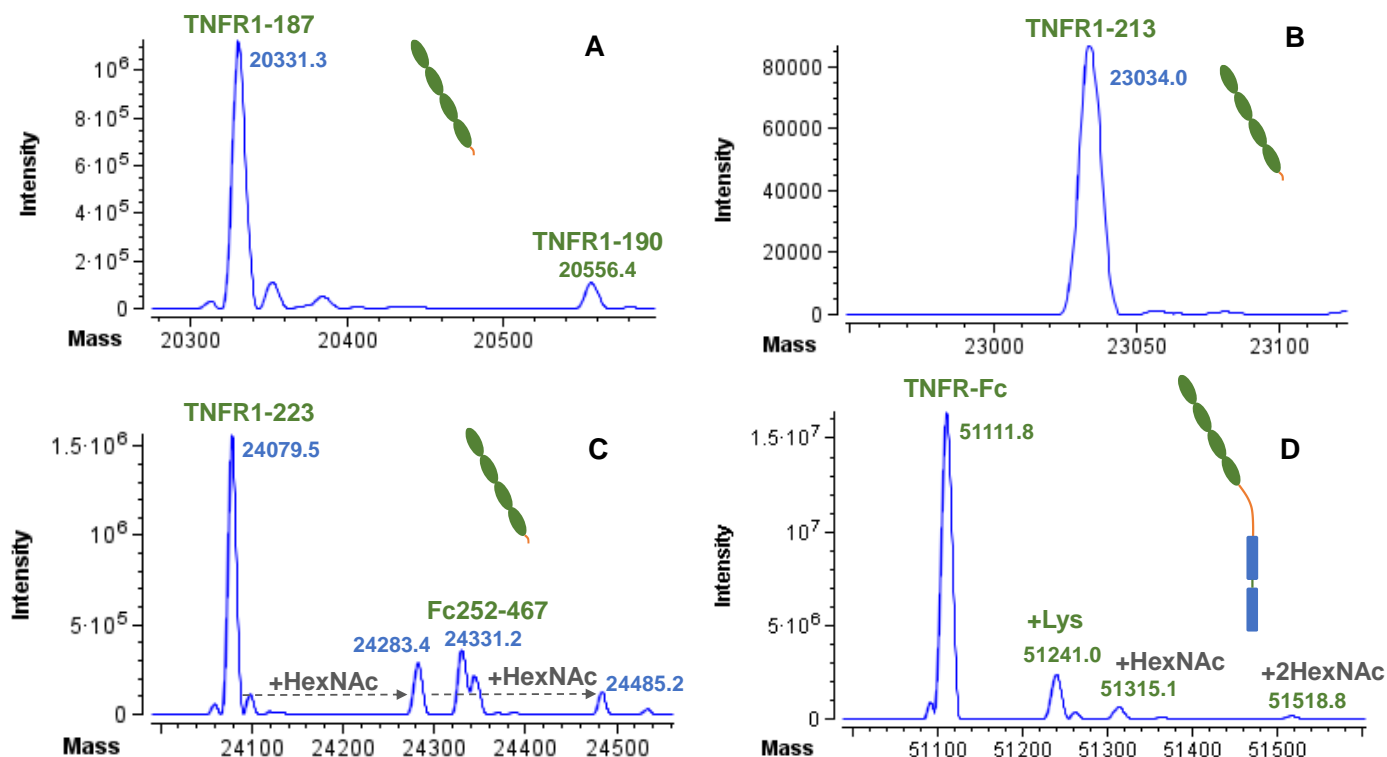 TNFR1-187
20331.3
A
10⁶
8·10⁵
6·10⁵
4·10⁵
2·10⁵
0
Intensity
TNFR1-190
20556.4
Mass
20300 20400 20500
TNFR1-213
23034.0
B
80000
60000
40000
20000
0
Intensity
Mass
23000 23050 23100
TNFR1-223
24079.5
C
1.5·10⁶
10⁶
5·10⁵
0
Intensity
Fc252-467
24283.4
24331.2
+HexNAc
+HexNAc
24485.2
Mass
24100 24200 24300 24400 24500
TNFR-Fc
51111.8
D
1.5·10⁷
10⁷
5·10⁶
0
Intensity
+Lys
51241.0
+HexNAc
51315.1
+2HexNAc
51518.8
Mass
51100 51200 51300 51400 51500